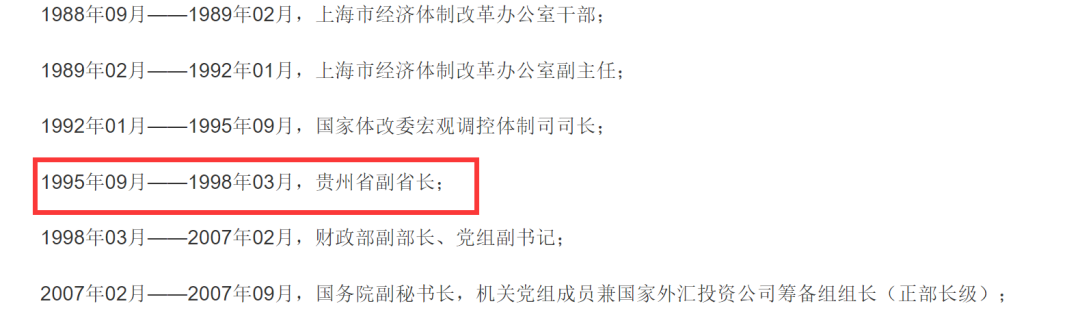 1988年09月——1989年02月，上海市经济体制改革办公室干部；
1989年02月——1992年01月，上海市经济体制改革办公室副主任；
1992年01月——1995年09月，国家体改委宏观调控体制司司长；
1995年09月——1998年03月，贵州省副省长；
1998年03月——2007年02月，财政部副部长、党组副书记；
2007年02月——2007年09月，国务院副秘书长，机关党组成员兼国家外汇投资公司筹备组组长（正部长级）；